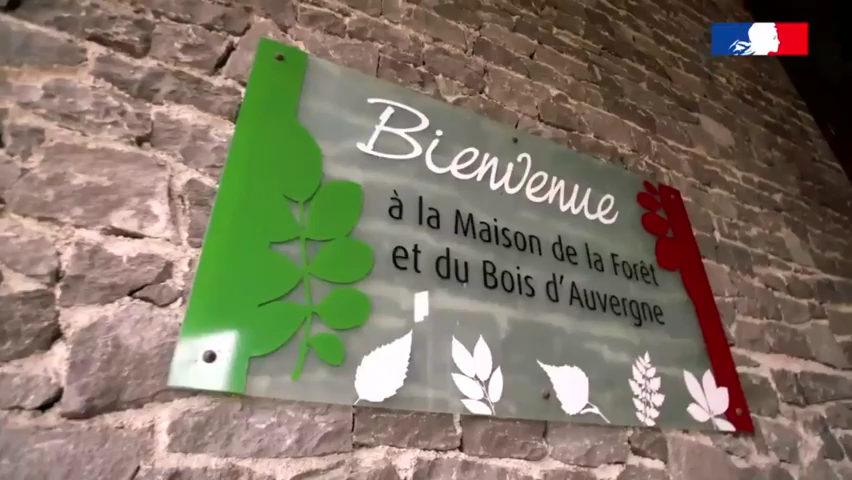 Bienvenue
à la Maison de la Forêt
et du Bois d'Auvergne